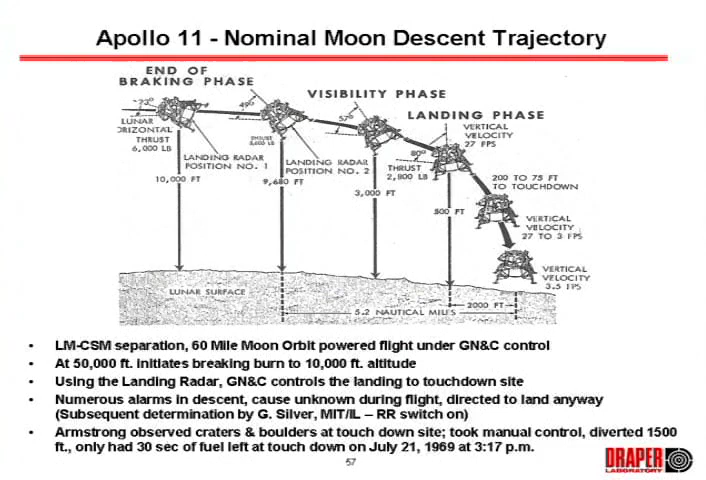 Apollo 11 - Nominal Moon Descent Trajectory
END OF
BRAKING PHASE
VISIBILITY PHASE
LANDING PHASE
73°
49°
57°
80°
LUNAR
HORIZONTAL
THRUST
6,000 LB
LANDING RADAR
POSITION NO. 1
10,000 FT
THRUST
LANDING RADAR
POSITION NO. 2
9,680 FT
THRUST
2,800 LB
3,000 FT
VERTICAL
VELOCITY
27 FPS
500 FT
200 TO 75 FT
TO TOUCHDOWN
VERTICAL
VELOCITY
27 TO 3 FPS
VERTICAL
VELOCITY
3.5 FPS
LUNAR SURFACE
2000 FT
5.2 NAUTICAL MILES
• LM-CSM separation, 60 Mile Moon Orbit powered flight under GN&C control
• At 50,000 ft. initiates breaking burn to 10,000 ft. altitude
• Using the Landing Radar, GN&C controls the landing to touchdown site
• Numerous alarms in descent, cause unknown during flight, directed to land anyway
(Subsequent determination by G. Silver, MIT/IL – RR switch on)
• Armstrong observed craters & boulders at touch down site; took manual control, diverted 1500
ft., only had 30 sec of fuel left at touch down on July 21, 1969 at 3:17 p.m.
57
DRAPER
LABORATORY